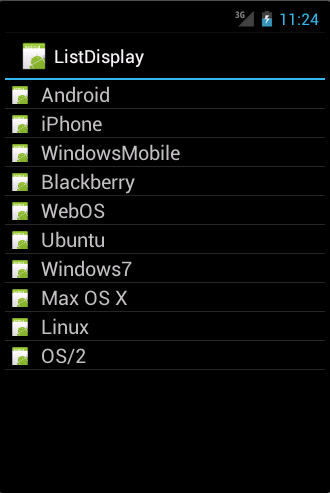 3G 11:24
ListDisplay
Android
iPhone
WindowsMobile
Blackberry
WebOS
Ubuntu
Windows7
Max OS X
Linux
OS/2